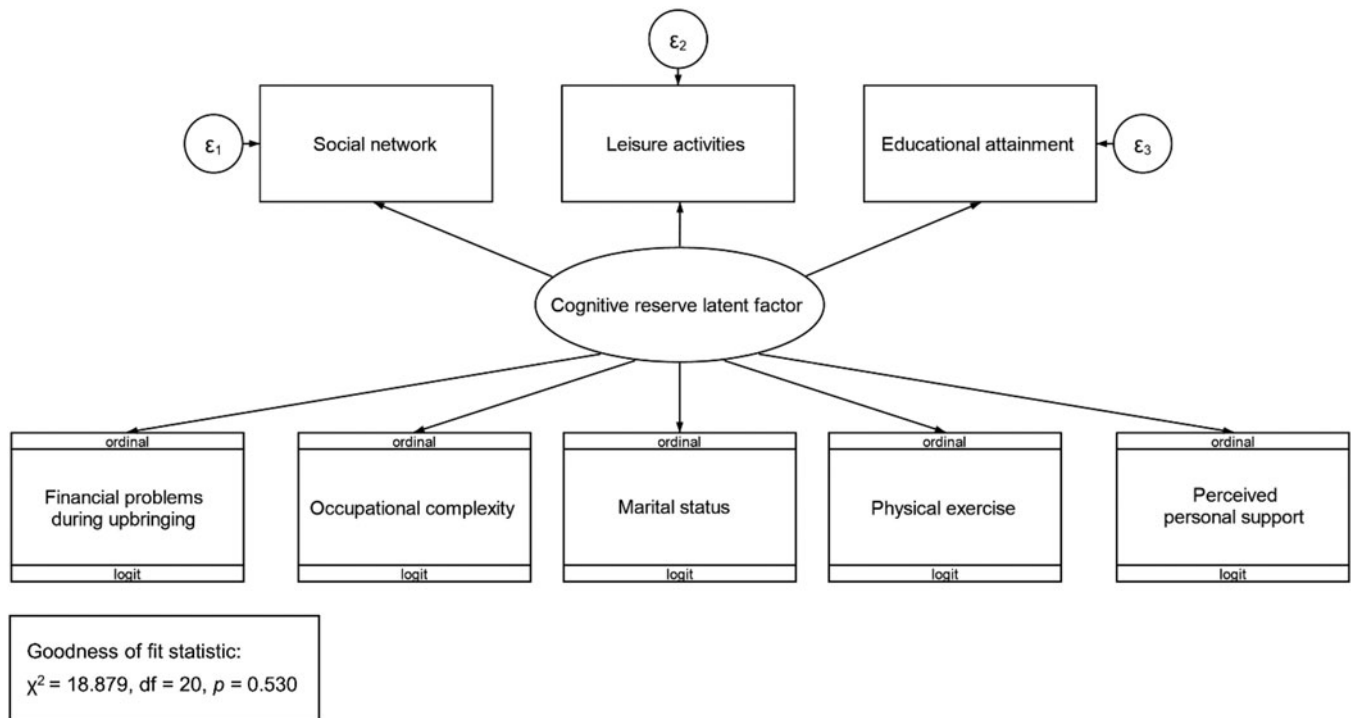 ε₂
ε₁
Social network
Leisure activities
Educational attainment
ε₃
Cognitive reserve latent factor
ordinal
ordinal
ordinal
ordinal
ordinal
Financial problems
during upbringing
Occupational complexity
Marital status
Physical exercise
Perceived
personal support
logit
logit
logit
logit
logit
Goodness of fit statistic:
χ² = 18.879, df = 20, p = 0.530